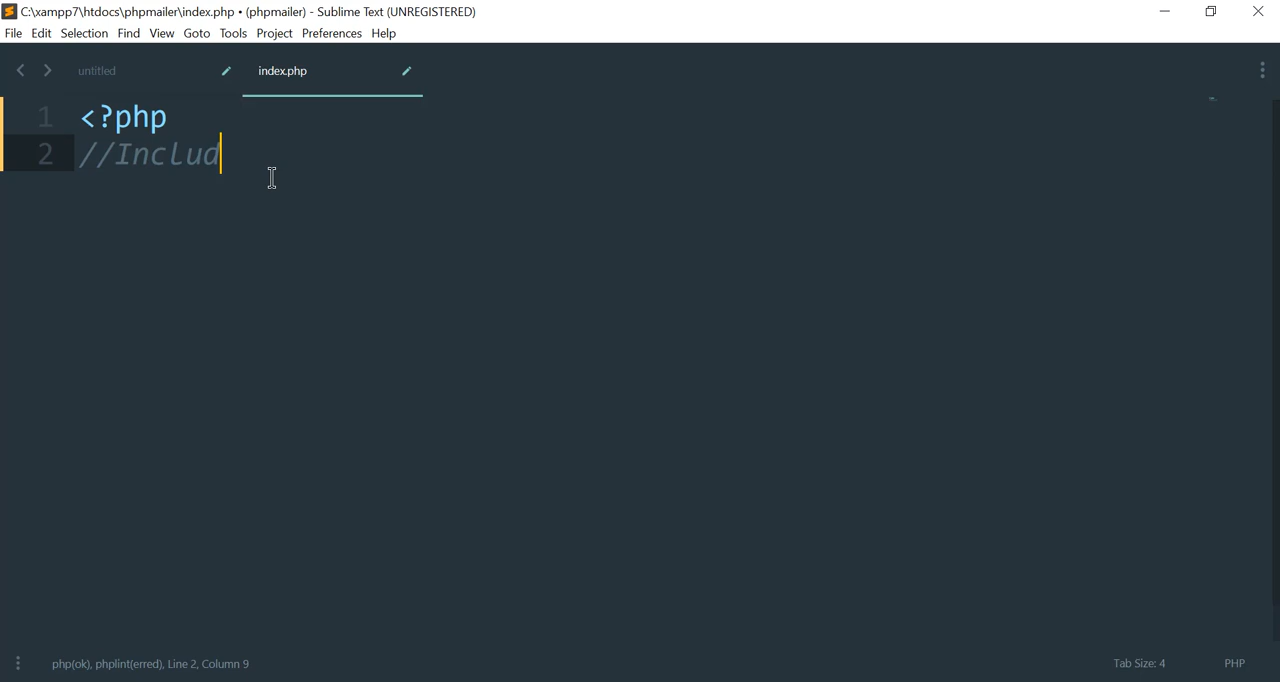 C:\xampp7\htdocs\phpmailer\index.php • (phpmailer) - Sublime Text (UNREGISTERED)
File Edit Selection Find View Goto Tools Project Preferences Help
untitled index.php
1 <?php
2 //Includ
php(ok), phplint(erred), Line 2, Column 9 Tab Size: 4 PHP